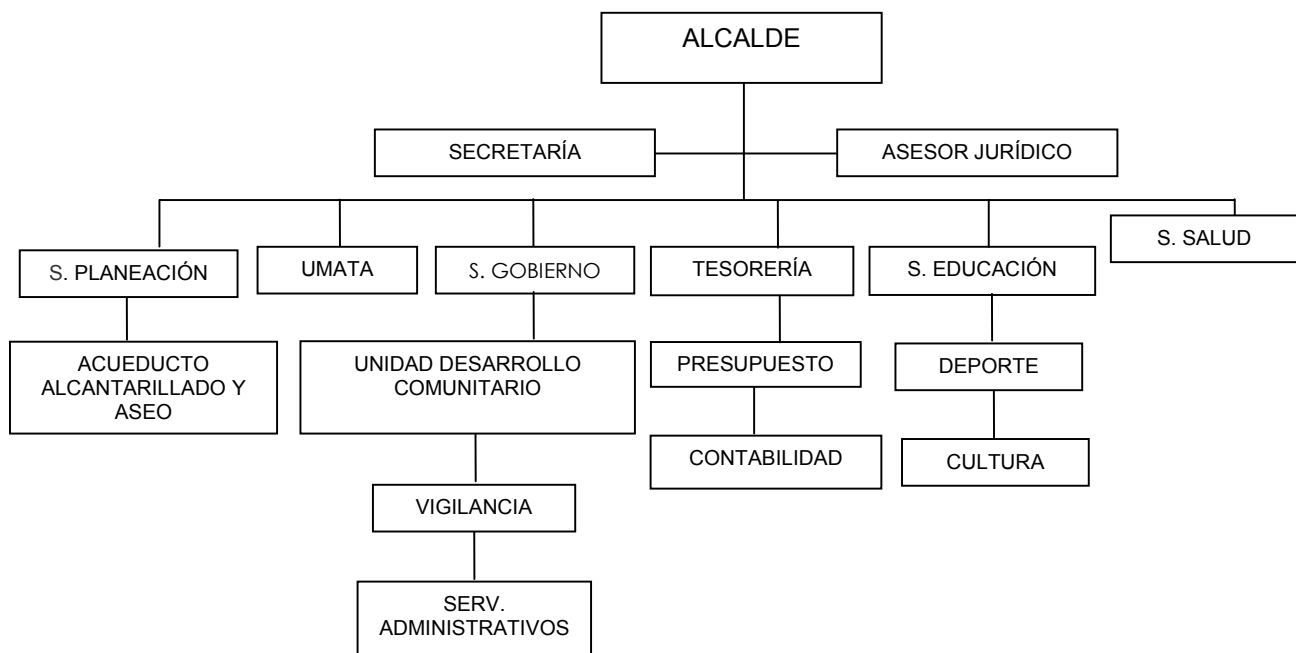 ALCALDE
SECRETARÍA
ASESOR JURÍDICO
S. PLANEACIÓN
UMATA
S. GOBIERNO
TESORERÍA
S. EDUCACIÓN
S. SALUD
ACUEDUCTO
ALCANTARILLADO Y
ASEO
UNIDAD DESARROLLO
COMUNITARIO
PRESUPUESTO
DEPORTE
CONTABILIDAD
CULTURA
VIGILANCIA
SERV.
ADMINISTRATIVOS